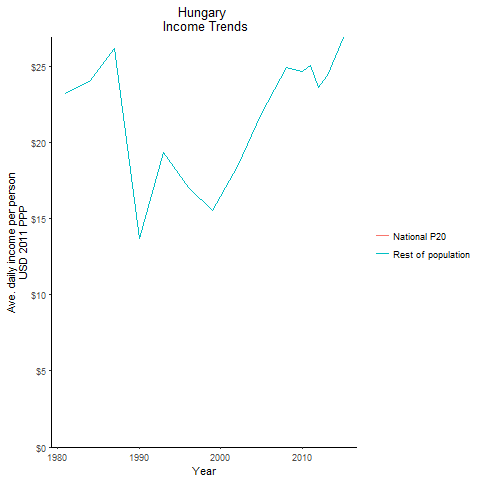 Hungary
Income Trends
Ave. daily income per person
USD 2011 PPP
$25
$20
$15
$10
$5
$0
1980
1990
2000
2010
Year
National P20
Rest of population